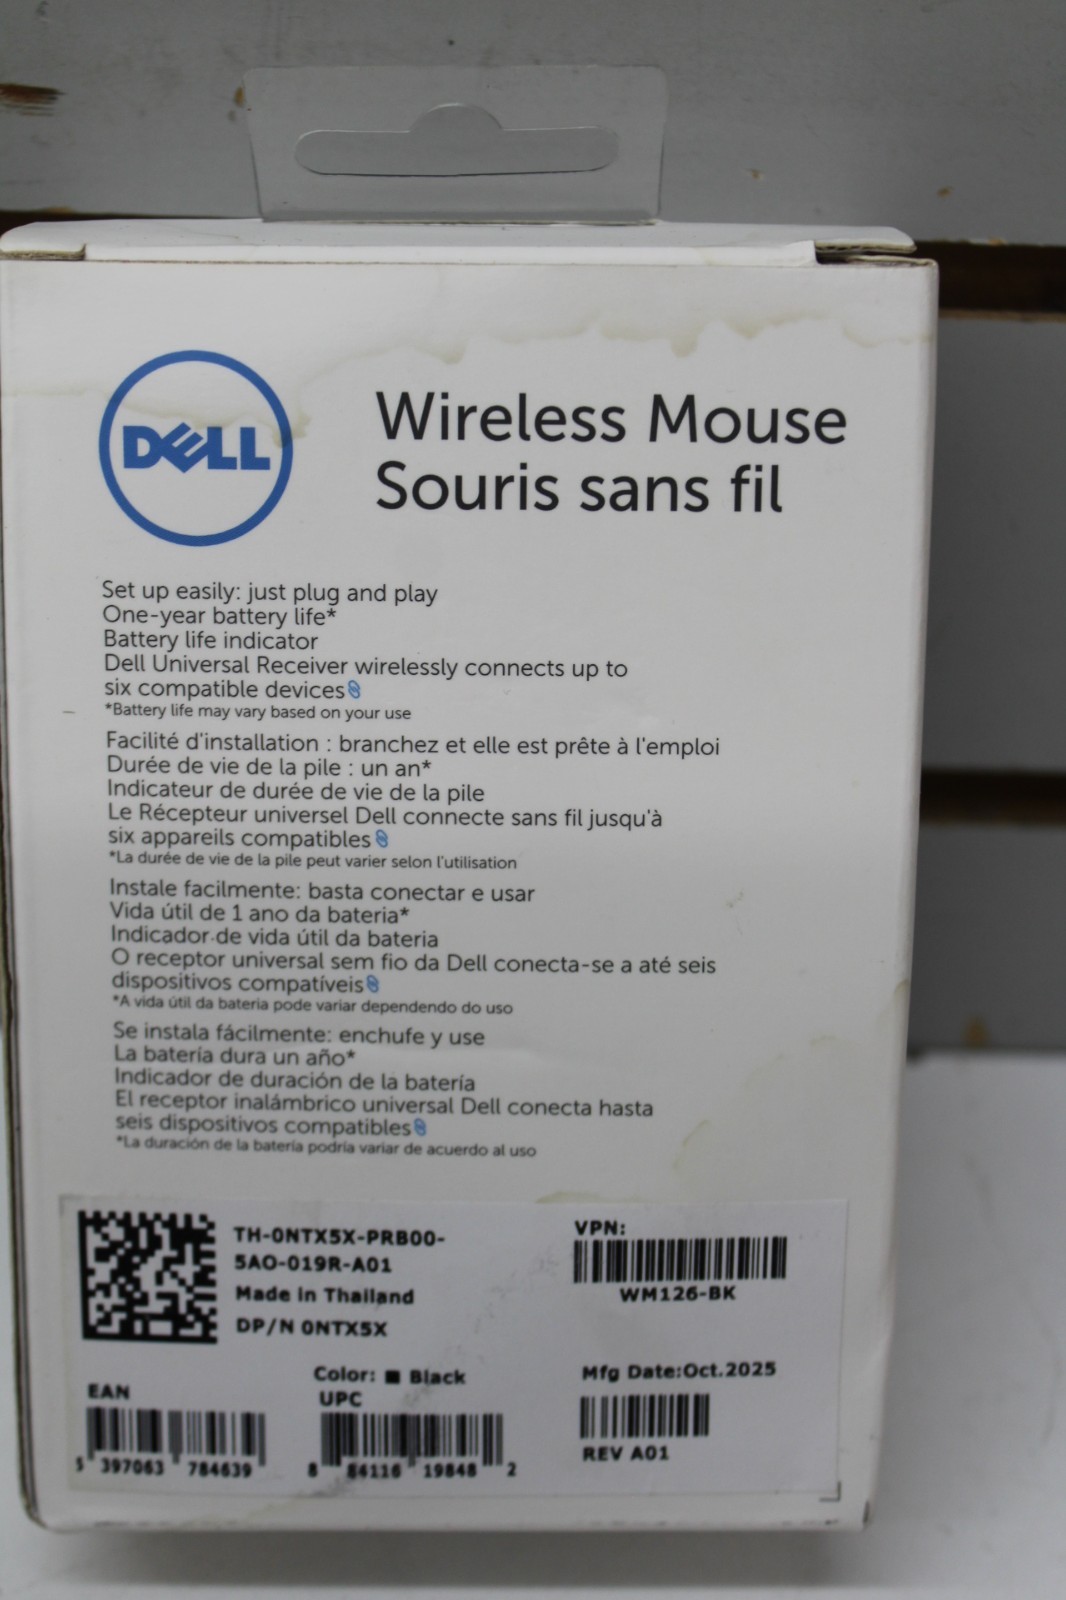 DELL
Wireless Mouse
Souris sans fil
Set up easily: just plug and play
One-year battery life*
Battery life indicator
Dell Universal Receiver wirelessly connects up to
six compatible devices
*Battery life may vary based on your use
Facilité d'installation : branchez et elle est prête à l'emploi
Durée de vie de la pile : un an*
Indicateur de durée de vie de la pile
Le Récepteur universel Dell connecte sans fil jusqu'à
six appareils compatibles
*La durée de vie de la pile peut varier selon l'utilisation
Instale facilmente: basta conectar e usar
Vida útil de 1 ano da bateria*
Indicador de vida útil da bateria
O receptor universal sem fio da Dell conecta-se a até seis
dispositivos compatíveis
*A vida útil da bateria pode variar dependendo do uso
Se instala fácilmente: enchufe y use
La batería dura un año*
Indicador de duración de la batería
El receptor inalámbrico universal Dell conecta hasta
seis dispositivos compatibles
*La duración de la batería podría variar de acuerdo al uso
TH-0NTX5X-PRB00-
5AO-019R-A01
Made in Thailand
DP/N 0NTX5X
VPN:
WM126-BK
Color: ■ Black
Mfg Date:Oct.2025
EAN
5 397063 784639
UPC
8 84116 19848 2
REV A01